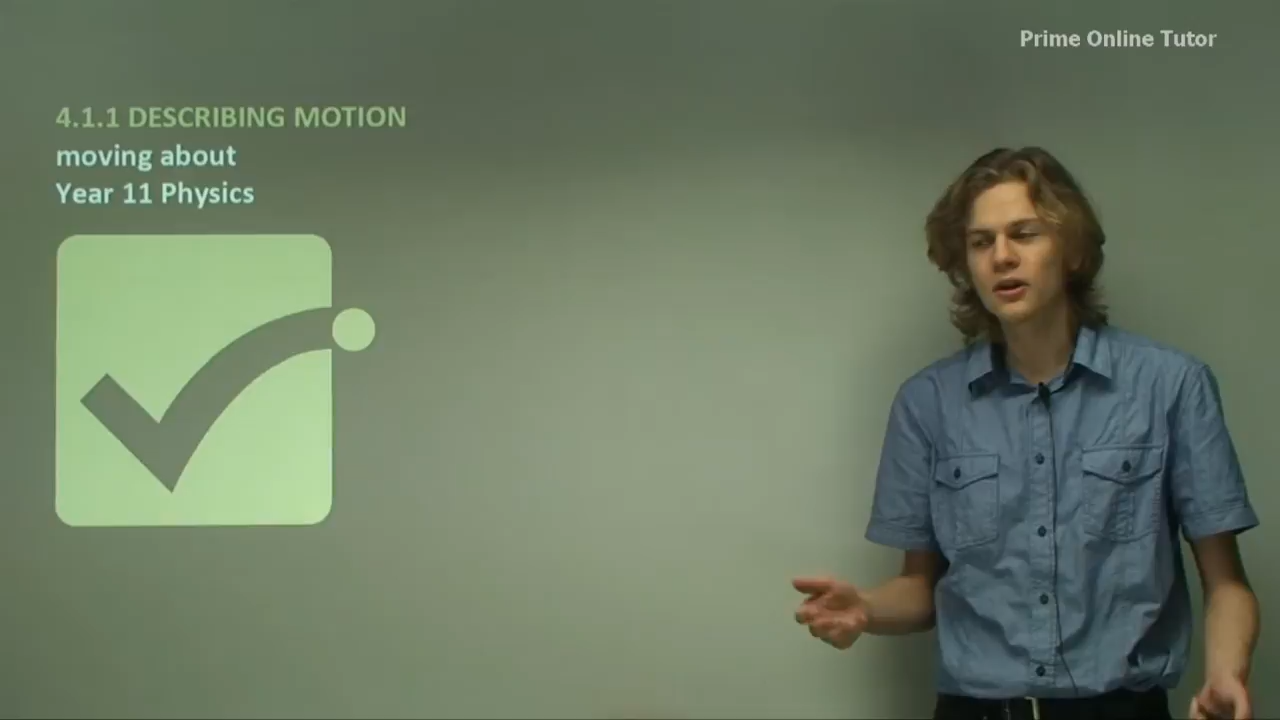 Prime Online Tutor
4.1.1 DESCRIBING MOTION
moving about
Year 11 Physics